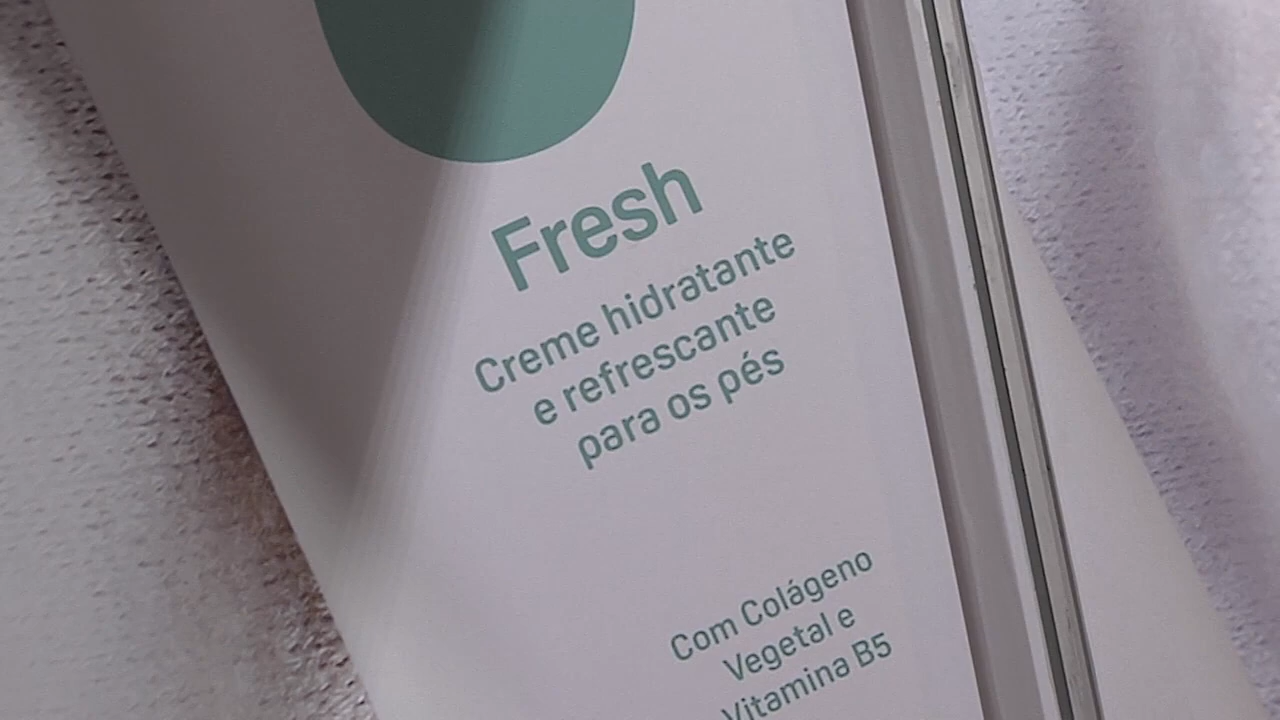 Fresh
Creme hidratante
e refrescante
para os pés
Com Colágeno
Vegetal e
Vitamina B5